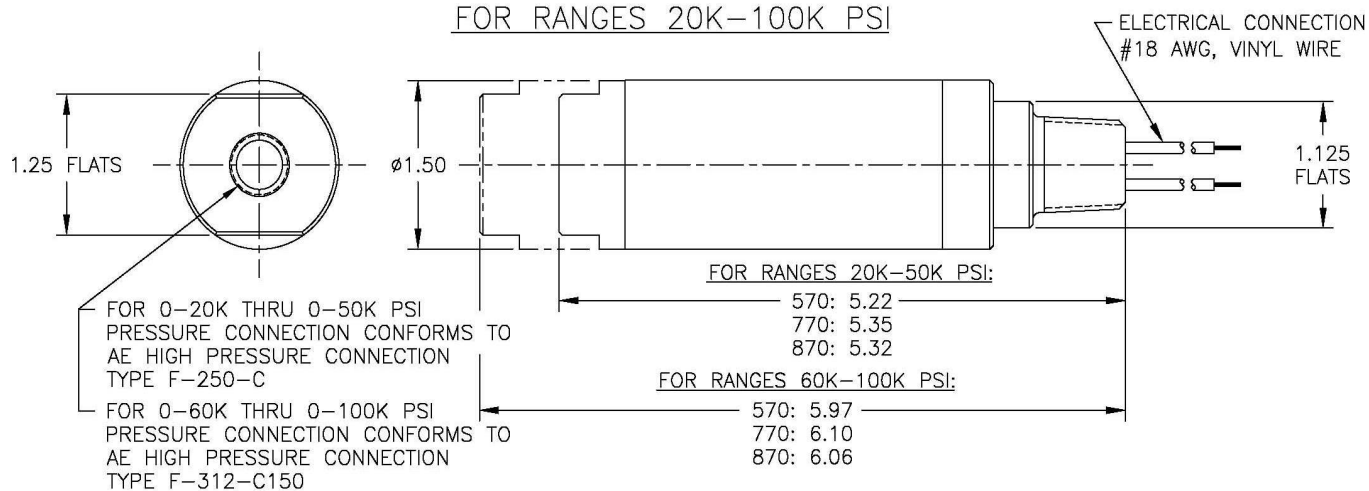 FOR RANGES 20K-100K PSI
ELECTRICAL CONNECTION
#18 AWG, VINYL WIRE
1.25 FLATS
ø1.50
1.125
FLATS
FOR RANGES 20K-50K PSI:
570: 5.22
770: 5.35
870: 5.32
FOR RANGES 60K-100K PSI:
570: 5.97
770: 6.10
870: 6.06
FOR 0-20K THRU 0-50K PSI
PRESSURE CONNECTION CONFORMS TO
AE HIGH PRESSURE CONNECTION
TYPE F-250-C
FOR 0-60K THRU 0-100K PSI
PRESSURE CONNECTION CONFORMS TO
AE HIGH PRESSURE CONNECTION
TYPE F-312-C150